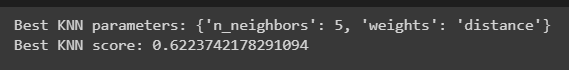 Best KNN parameters: {'n_neighbors': 5, 'weights': 'distance'}
Best KNN score: 0.6223742178291094